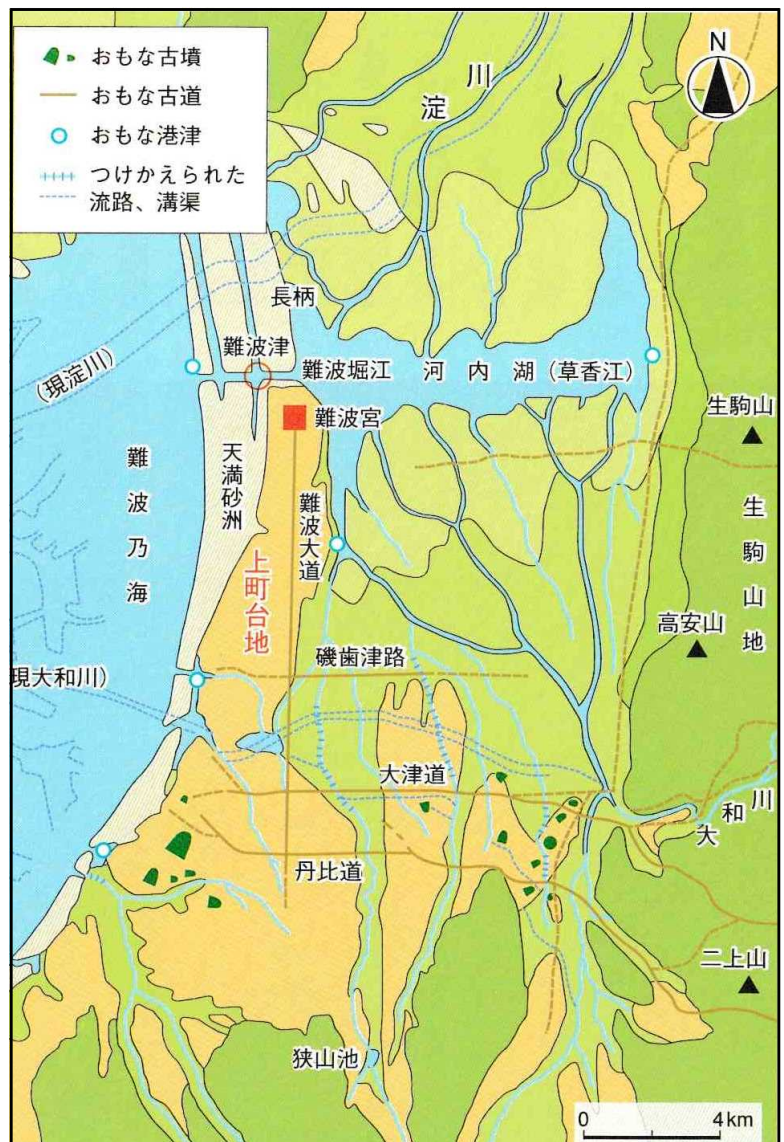 おもな古墳
おもな古道
おもな港津
つけかえられた
流路、溝渠
N
淀川
長柄
難波津
(現淀川)
難波堀江
河内湖(草香江)
難波宮
生駒山
難波乃海
天満砂洲
難波大道
生駒山地
上町台地
高安山
磯歯津路
現大和川)
大津道
大和川
丹比道
二上山
狭山池
0 4km